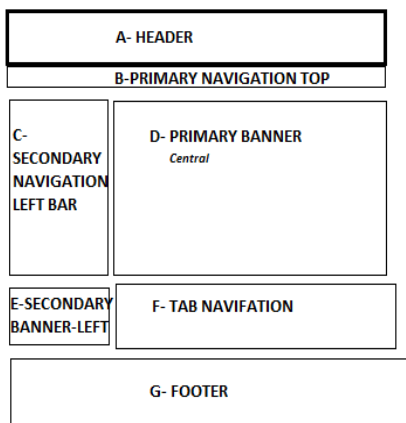 A- HEADER
B-PRIMARY NAVIGATION TOP
C-
SECONDARY
NAVIGATION
LEFT BAR
D- PRIMARY BANNER
Central
E-SECONDARY
BANNER-LEFT
F- TAB NAVIFATION
G- FOOTER